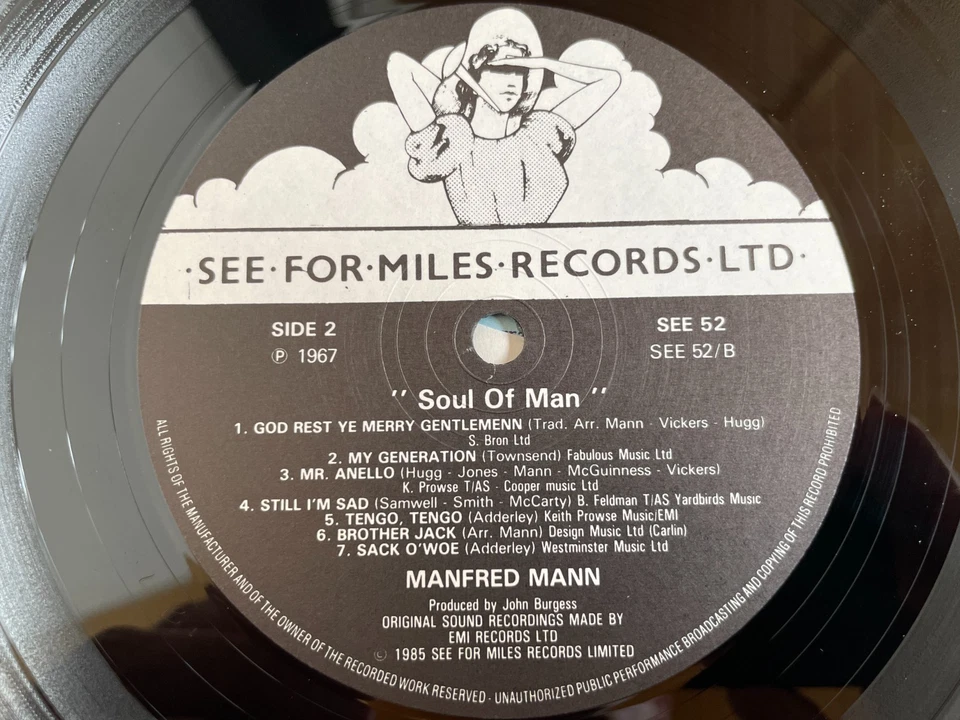 ·SEE·FOR·MILES·RECORDS·LTD·
SIDE 2
SEE 52
℗ 1967
SEE 52/B
" Soul Of Man "
1. GOD REST YE MERRY GENTLEMENN (Trad. Arr. Mann - Vickers - Hugg)
S. Bron Ltd
2. MY GENERATION (Townsend) Fabulous Music Ltd
3. MR. ANELLO (Hugg - Jones - Mann - McGuinness - Vickers)
K. Prowse T/AS - Cooper music Ltd
4. STILL I'M SAD (Samwell - Smith - McCarty) B. Feldman T/AS Yardbirds Music
5. TENGO, TENGO (Adderley) Keith Prowse Music/EMI
6. BROTHER JACK (Arr. Mann) Design Music Ltd (Carlin)
7. SACK O'WOE (Adderley) Westminster Music Ltd
MANFRED MANN
Produced by John Burgess
ORIGINAL SOUND RECORDINGS MADE BY
EMI RECORDS LTD
© 1985 SEE FOR MILES RECORDS LIMITED
ALL RIGHTS OF THE MANUFACTURER AND OF THE OWNER OF THE RECORDED WORK RESERVED - UNAUTHORIZED PUBLIC PERFORMANCE BROADCASTING AND COPYING OF THIS RECORD PROHIBITED